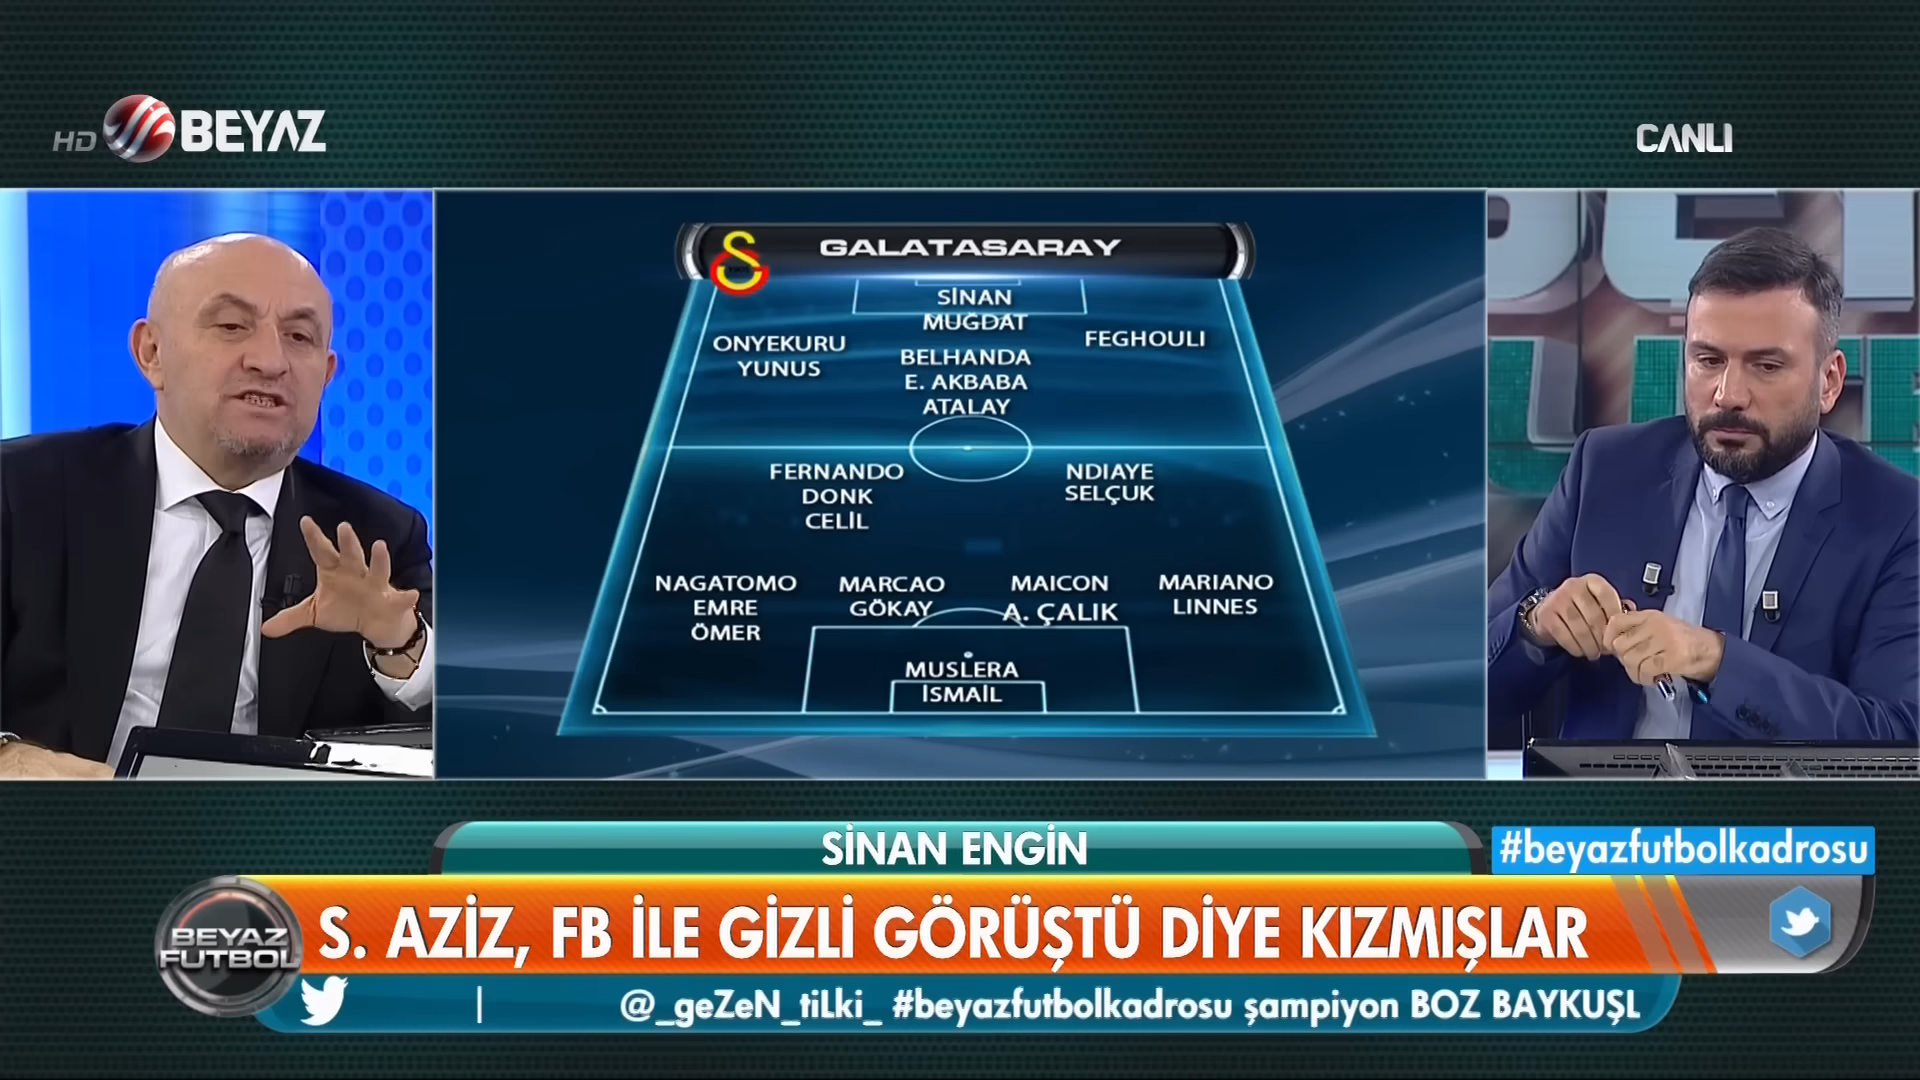 HD BEYAZ
CANLI
GALATASARAY
1905
SİNAN
MUĞDAT
ONYEKURU
YUNUS
FEGHOULI
BELHANDA
E. AKBABA
ATALAY
FERNANDO
DONK
CELİL
NDIAYE
SELÇUK
NAGATOMO
EMRE
ÖMER
MARCAO
GÖKAY
MAICON
A. ÇALIK
MARIANO
LINNES
MUSLERA
İSMAİL
SİNAN ENGİN
#beyazfutbolkadrosu
BEYAZ
FUTBOL
S. AZİZ, FB İLE GİZLİ GÖRÜŞTÜ DİYE KIZMIŞLAR
| @_geZeN_tiLki_ #beyazfutbolkadrosu şampiyon BOZ BAYKUŞL